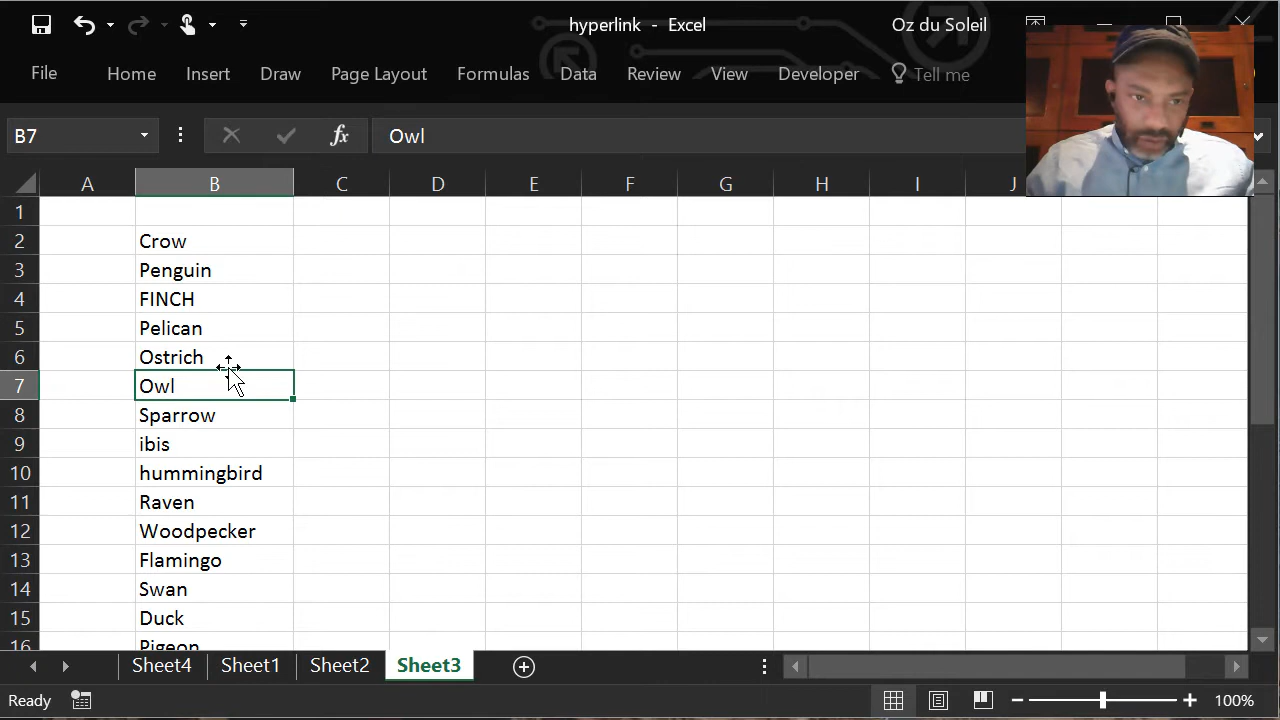 hyperlink - Excel
Oz du Soleil
File Home Insert Draw Page Layout Formulas Data Review View Developer Tell me
B7 fx Owl
A B C D E F G H I J
1
2 Crow
3 Penguin
4 FINCH
5 Pelican
6 Ostrich
7 Owl
8 Sparrow
9 ibis
10 hummingbird
11 Raven
12 Woodpecker
13 Flamingo
14 Swan
15 Duck
16 Pigeon
Sheet4 Sheet1 Sheet2 Sheet3
Ready 100%